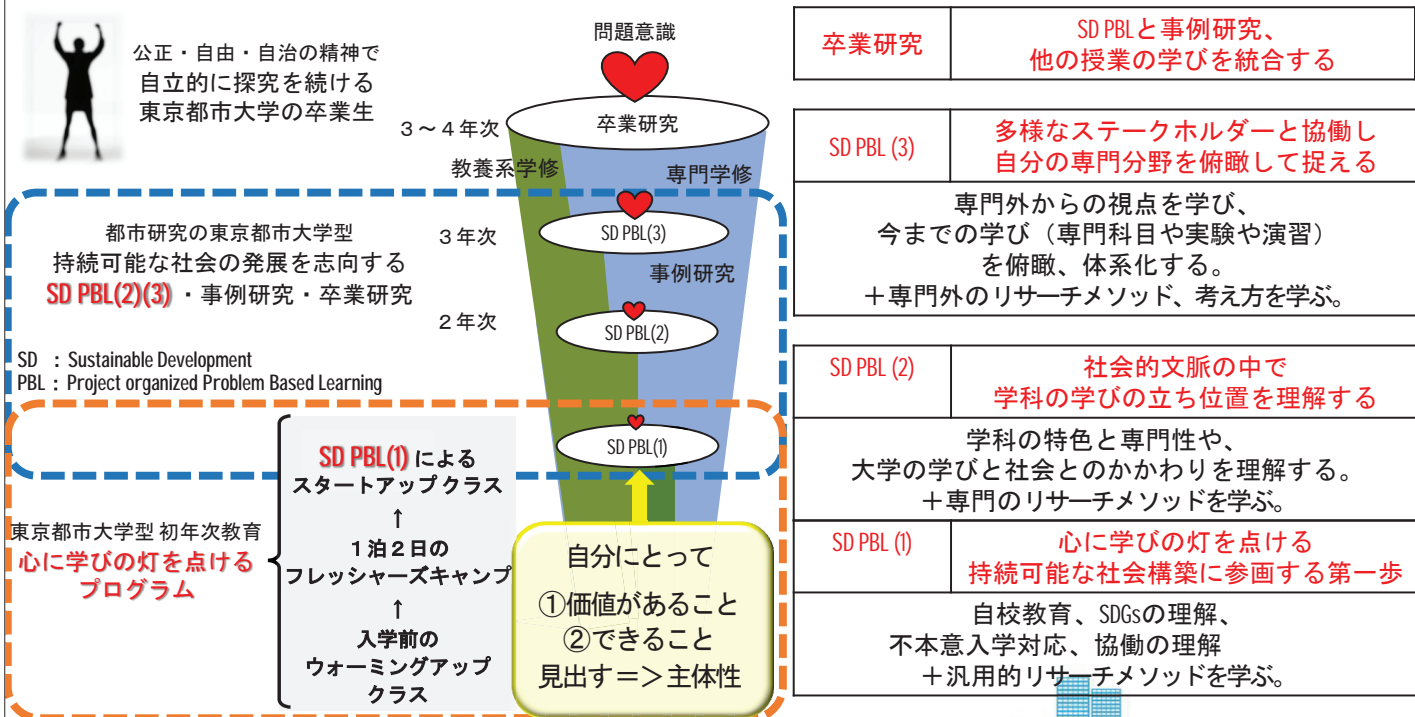 公正・自由・自治の精神で
自立的に探究を続ける
東京都市大学の卒業生
問題意識
3～4年次
卒業研究
教養系学修
専門学修
都市研究の東京都市大学型
持続可能な社会の発展を志向する
SD PBL(2)(3)・事例研究・卒業研究
3年次
SD PBL(3)
事例研究
2年次
SD PBL(2)
SD : Sustainable Development
PBL : Project organized Problem Based Learning
SD PBL(1)
SD PBL(1) による
スタートアップクラス
↑
1泊2日の
フレッシャーズキャンプ
↑
入学前の
ウォーミングアップ
クラス
東京都市大学型 初年次教育
心に学びの灯を点ける
プログラム
自分にとって
①価値があること
②できること
見出す＝＞主体性
卒業研究
SD PBLと事例研究、
他の授業の学びを統合する
SD PBL (3)
多様なステークホルダーと協働し
自分の専門分野を俯瞰して捉える
専門外からの視点を学び、
今までの学び（専門科目や実験や演習）
を俯瞰、体系化する。
＋専門外のリサーチメソッド、考え方を学ぶ。
SD PBL (2)
社会的文脈の中で
学科の学びの立ち位置を理解する
学科の特色と専門性や、
大学の学びと社会とのかかわりを理解する。
＋専門のリサーチメソッドを学ぶ。
SD PBL (1)
心に学びの灯を点ける
持続可能な社会構築に参画する第一歩
自校教育、SDGsの理解、
不本意入学対応、協働の理解
＋汎用的リサーチメソッドを学ぶ。